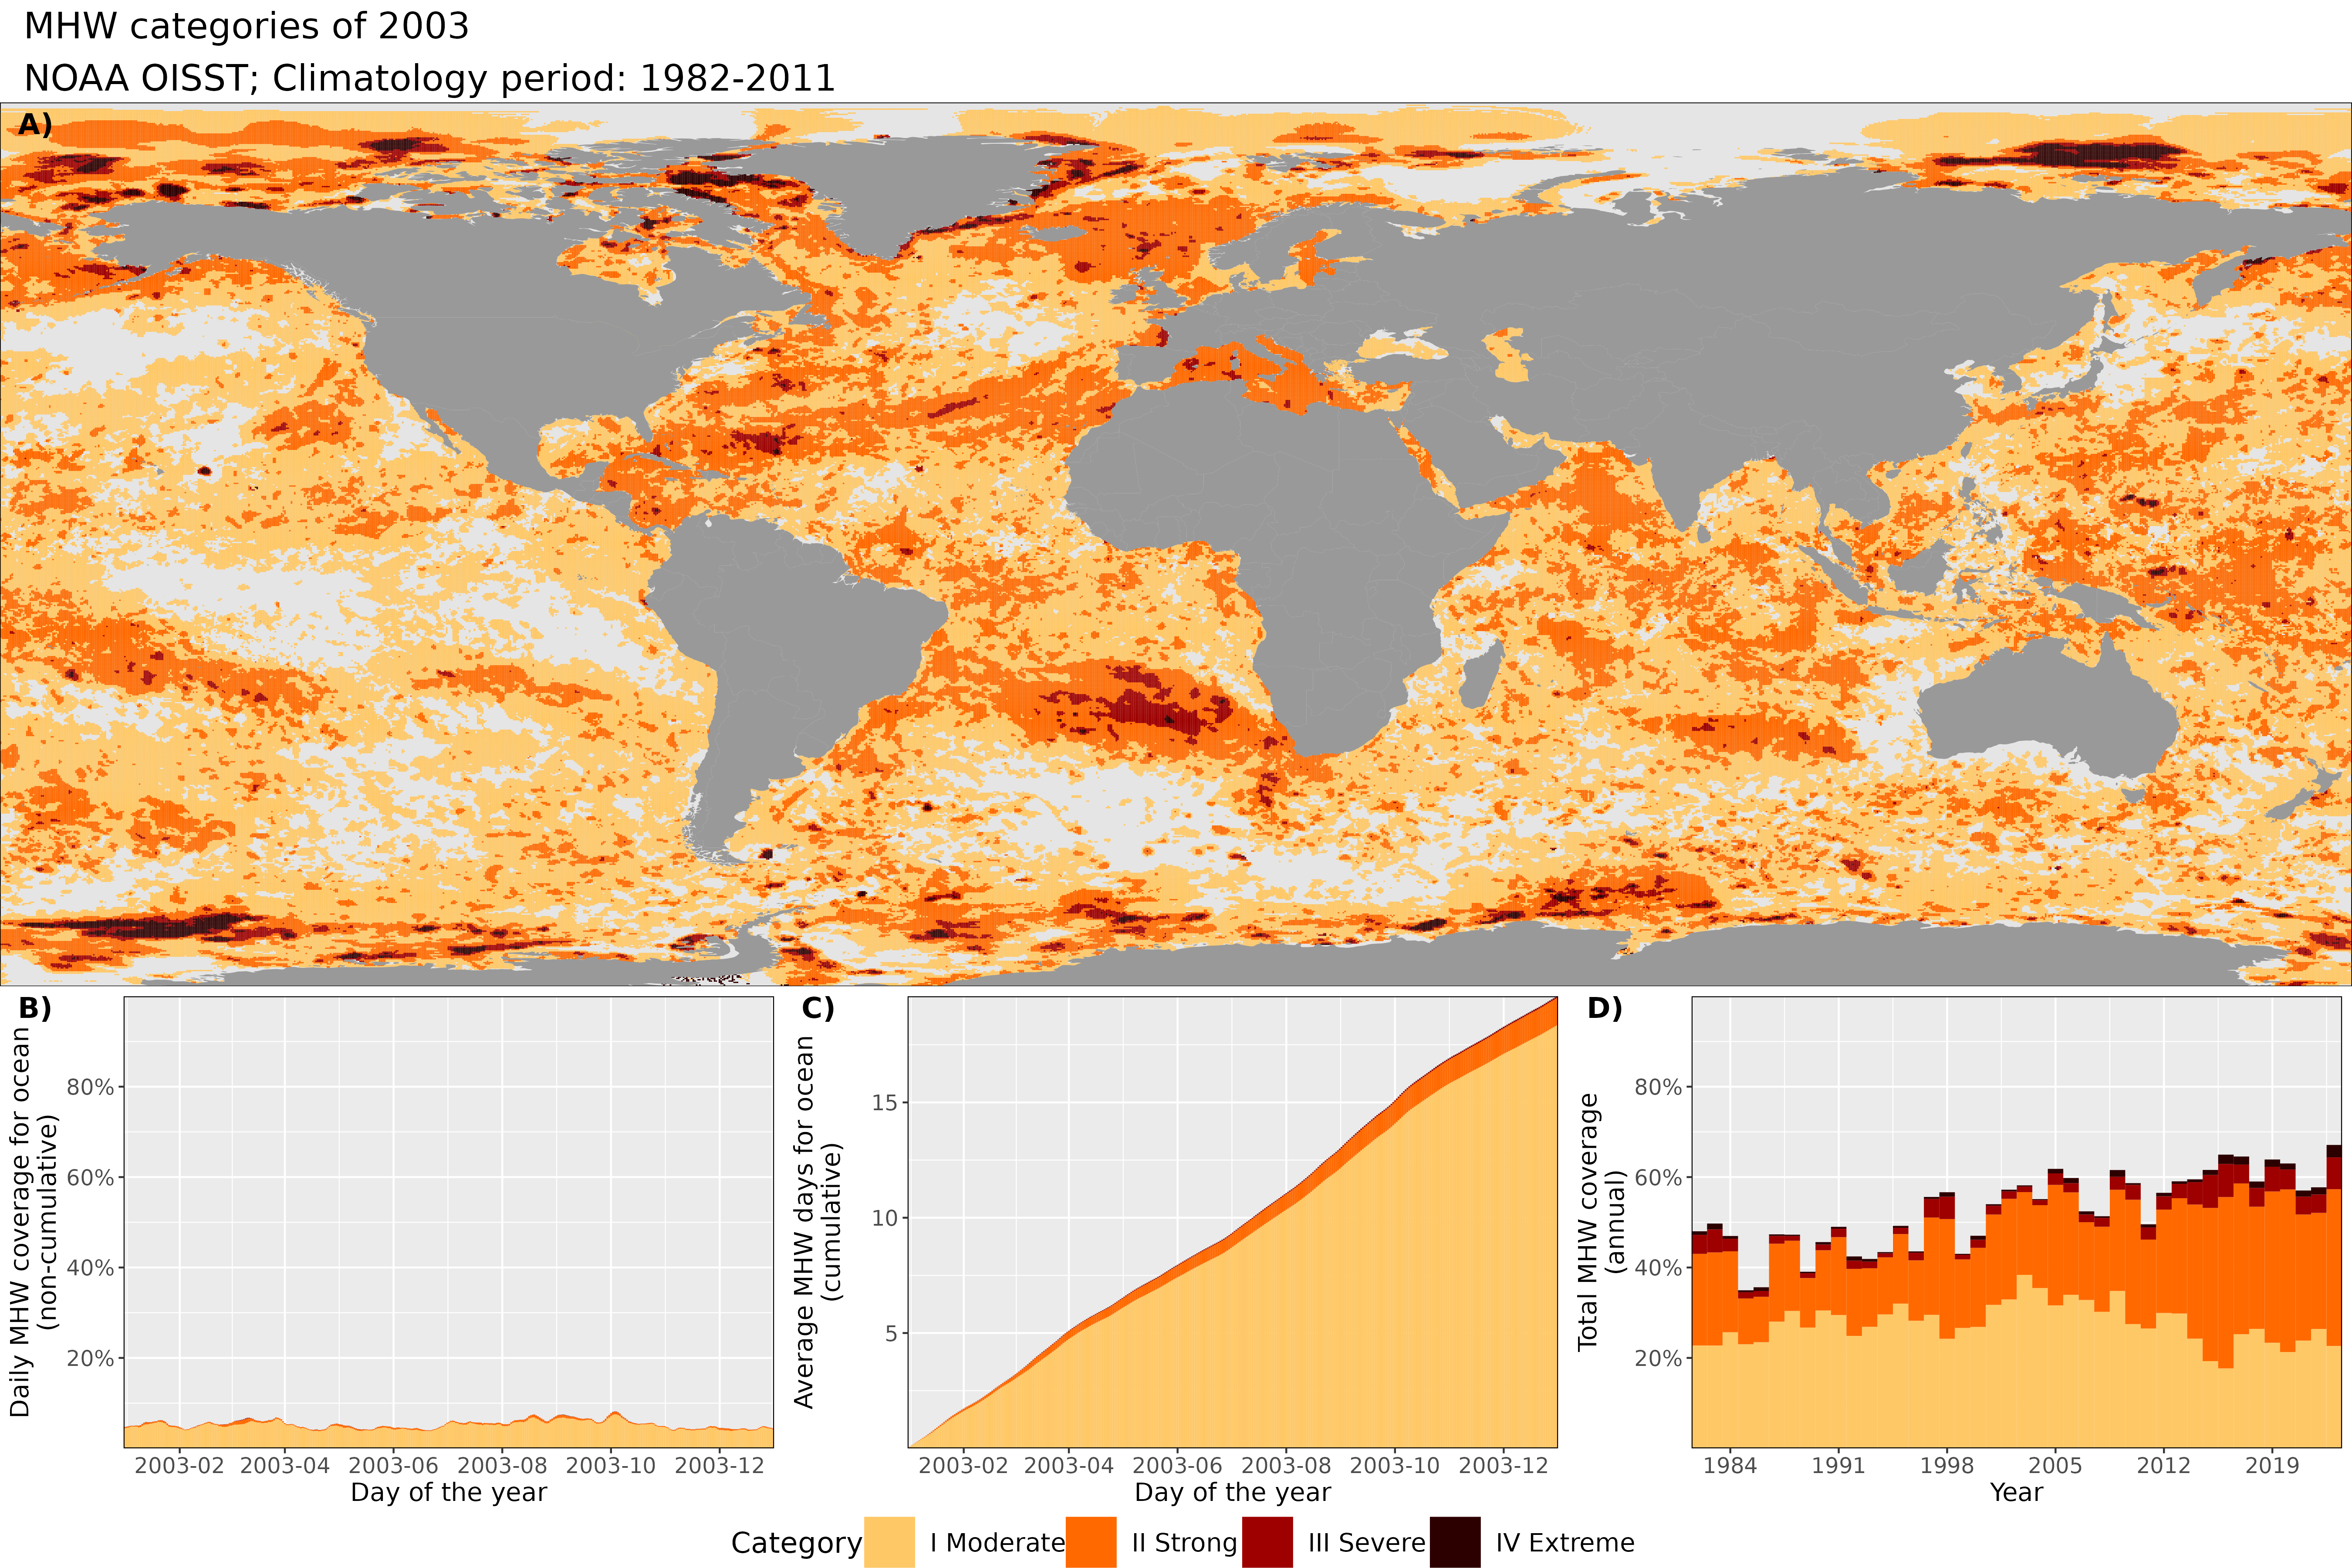 MHW categories of 2003
NOAA OISST; Climatology period: 1982-2011
A)
B)
Daily MHW coverage for ocean
(non-cumulative)
80%
60%
40%
20%
2003-02 2003-04 2003-06 2003-08 2003-10 2003-12
Day of the year
C)
Average MHW days for ocean
(cumulative)
15
10
5
2003-02 2003-04 2003-06 2003-08 2003-10 2003-12
Day of the year
D)
Total MHW coverage
(annual)
80%
60%
40%
20%
1984 1991 1998 2005 2012 2019
Year
Category I Moderate II Strong III Severe IV Extreme